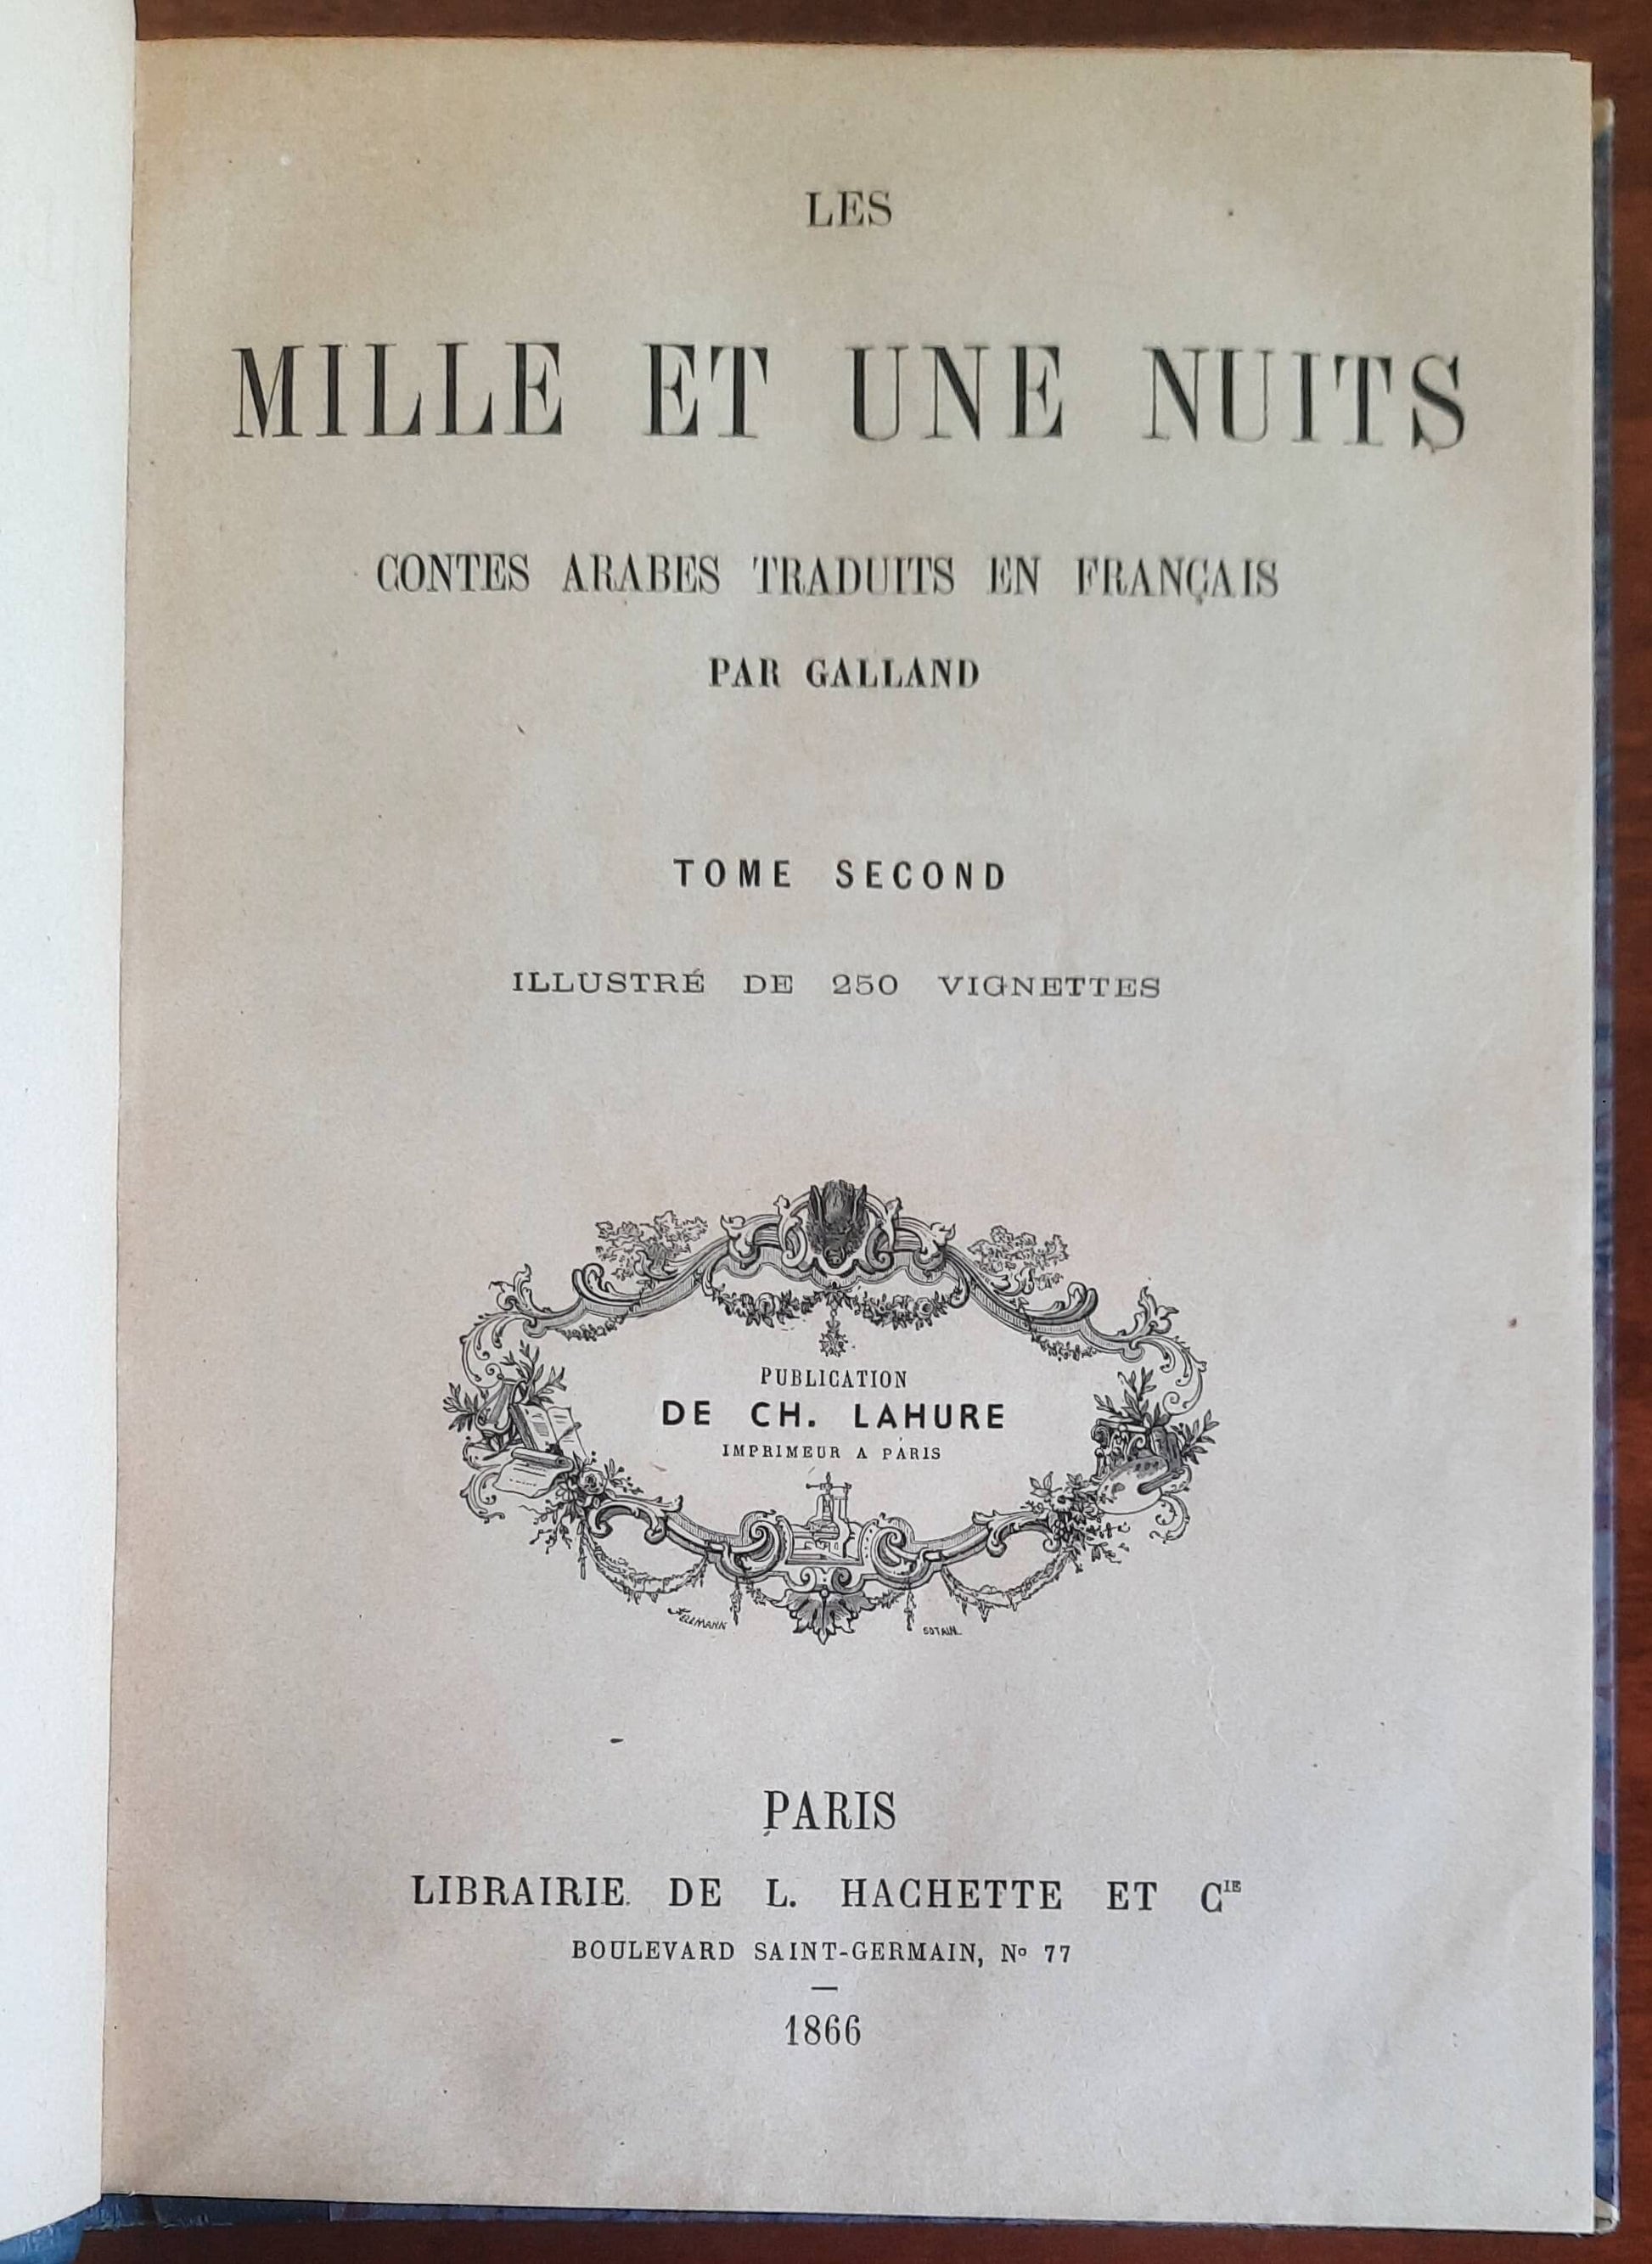 LES
MILLE ET UNE NUITS
CONTES ARABES TRADUITS EN FRANÇAIS
PAR GALLAND
TOME SECOND
ILLUSTRÉ DE 250 VIGNETTES
PUBLICATION
DE CH. LAHURE
IMPRIMEUR A PARIS
SOTAIN
PARIS
LIBRAIRIE DE L. HACHETTE ET CIE
BOULEVARD SAINT-GERMAIN, Nº 77
1866